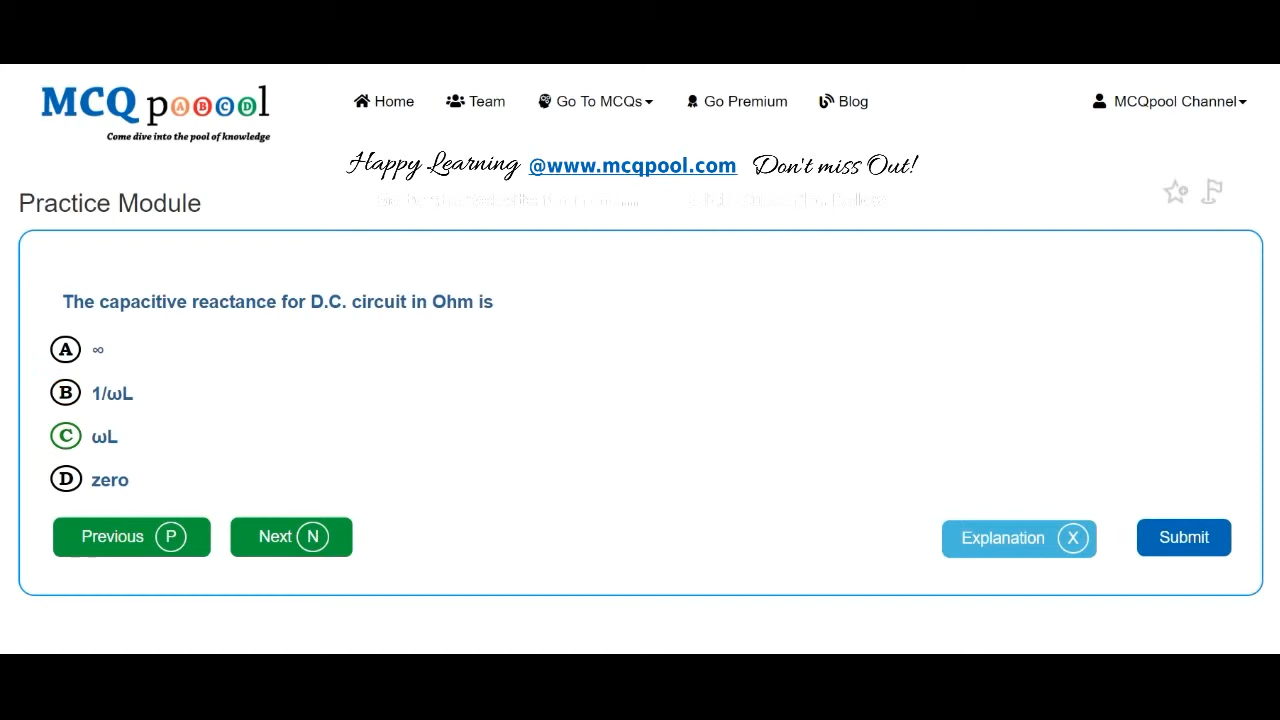 MCQ pooool
Come dive into the pool of knowledge
Home Team Go To MCQs Go Premium Blog MCQpool Channel
Happy Learning @www.mcqpool.com Don't miss Out!
Practice Module
The capacitive reactance for D.C. circuit in Ohm is
A ∞
B 1/ωL
C ωL
D zero
Previous P Next N Explanation X Submit